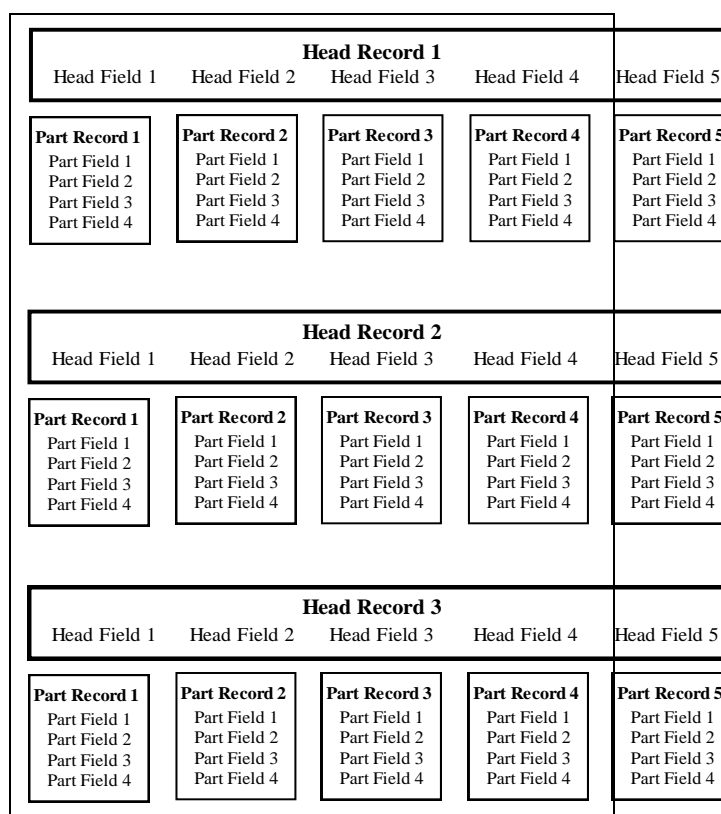 Head Record 1
Head Field 1 Head Field 2 Head Field 3 Head Field 4 Head Field 5
Part Record 1 Part Record 2 Part Record 3 Part Record 4 Part Record 5
Part Field 1 Part Field 1 Part Field 1 Part Field 1 Part Field 1
Part Field 2 Part Field 2 Part Field 2 Part Field 2 Part Field 2
Part Field 3 Part Field 3 Part Field 3 Part Field 3 Part Field 3
Part Field 4 Part Field 4 Part Field 4 Part Field 4 Part Field 4
Head Record 2
Head Field 1 Head Field 2 Head Field 3 Head Field 4 Head Field 5
Part Record 1 Part Record 2 Part Record 3 Part Record 4 Part Record 5
Part Field 1 Part Field 1 Part Field 1 Part Field 1 Part Field 1
Part Field 2 Part Field 2 Part Field 2 Part Field 2 Part Field 2
Part Field 3 Part Field 3 Part Field 3 Part Field 3 Part Field 3
Part Field 4 Part Field 4 Part Field 4 Part Field 4 Part Field 4
Head Record 3
Head Field 1 Head Field 2 Head Field 3 Head Field 4 Head Field 5
Part Record 1 Part Record 2 Part Record 3 Part Record 4 Part Record 5
Part Field 1 Part Field 1 Part Field 1 Part Field 1 Part Field 1
Part Field 2 Part Field 2 Part Field 2 Part Field 2 Part Field 2
Part Field 3 Part Field 3 Part Field 3 Part Field 3 Part Field 3
Part Field 4 Part Field 4 Part Field 4 Part Field 4 Part Field 4